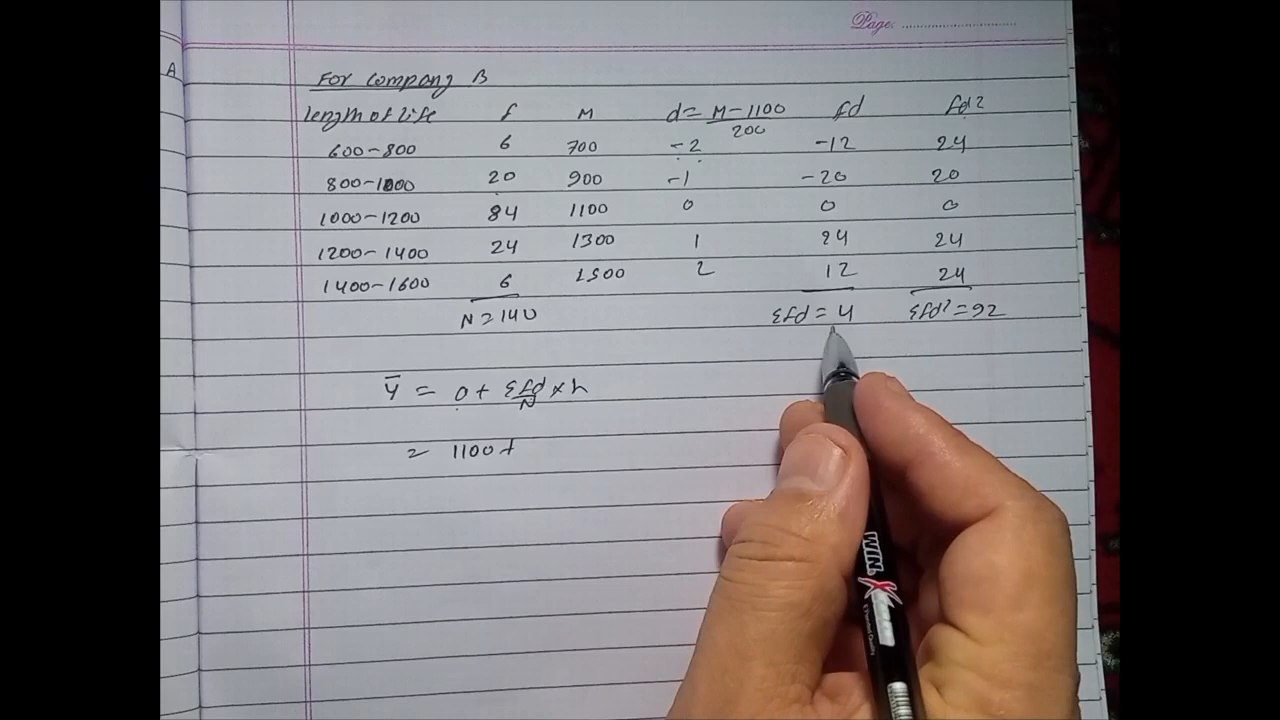 Page: ....................
A
For Company B
Length of Life f M d = M-1100/200 fd fd²
600-800 6 700 -2 -12 24
800-1000 20 900 -1 -20 20
1000-1200 84 1100 0 0 0
1200-1400 24 1300 1 24 24
1400-1600 6 1500 2 12 24
N = 140 Σfd = 4 Σfd² = 92
ȳ = a + Σfd/N × h
= 1100 +
WIN